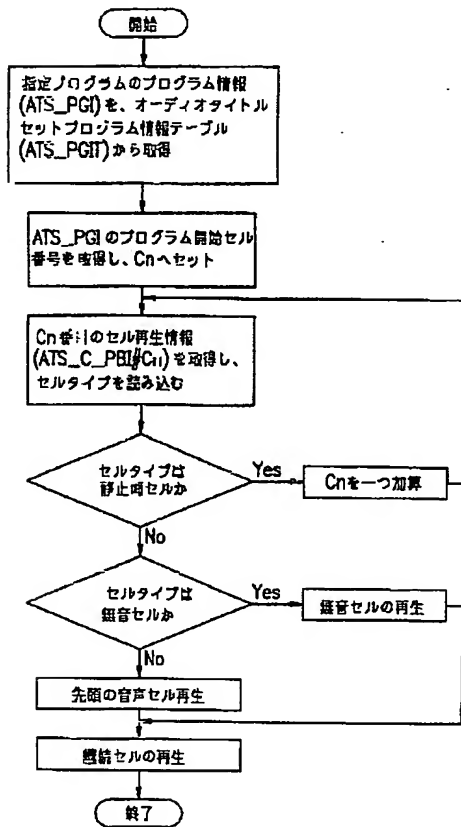 開始
指定プログラムのプログラム情報
(ATS_PGI)を、オーディオタイトル
セットプログラム情報テーブル
(ATS_PGIT)から取得
ATS_PGIのプログラム開始セル
番号を取得し、Cnへセット
Cn番目のセル再生情報
(ATS_C_PBI#Cn)を取得し、
セルタイプを読み込む
セルタイプは
静止画セルか
Yes
Cnを一つ加算
No
セルタイプは
無音セルか
Yes
無音セルの再生
No
先頭の音声セル再生
継続セルの再生
終了